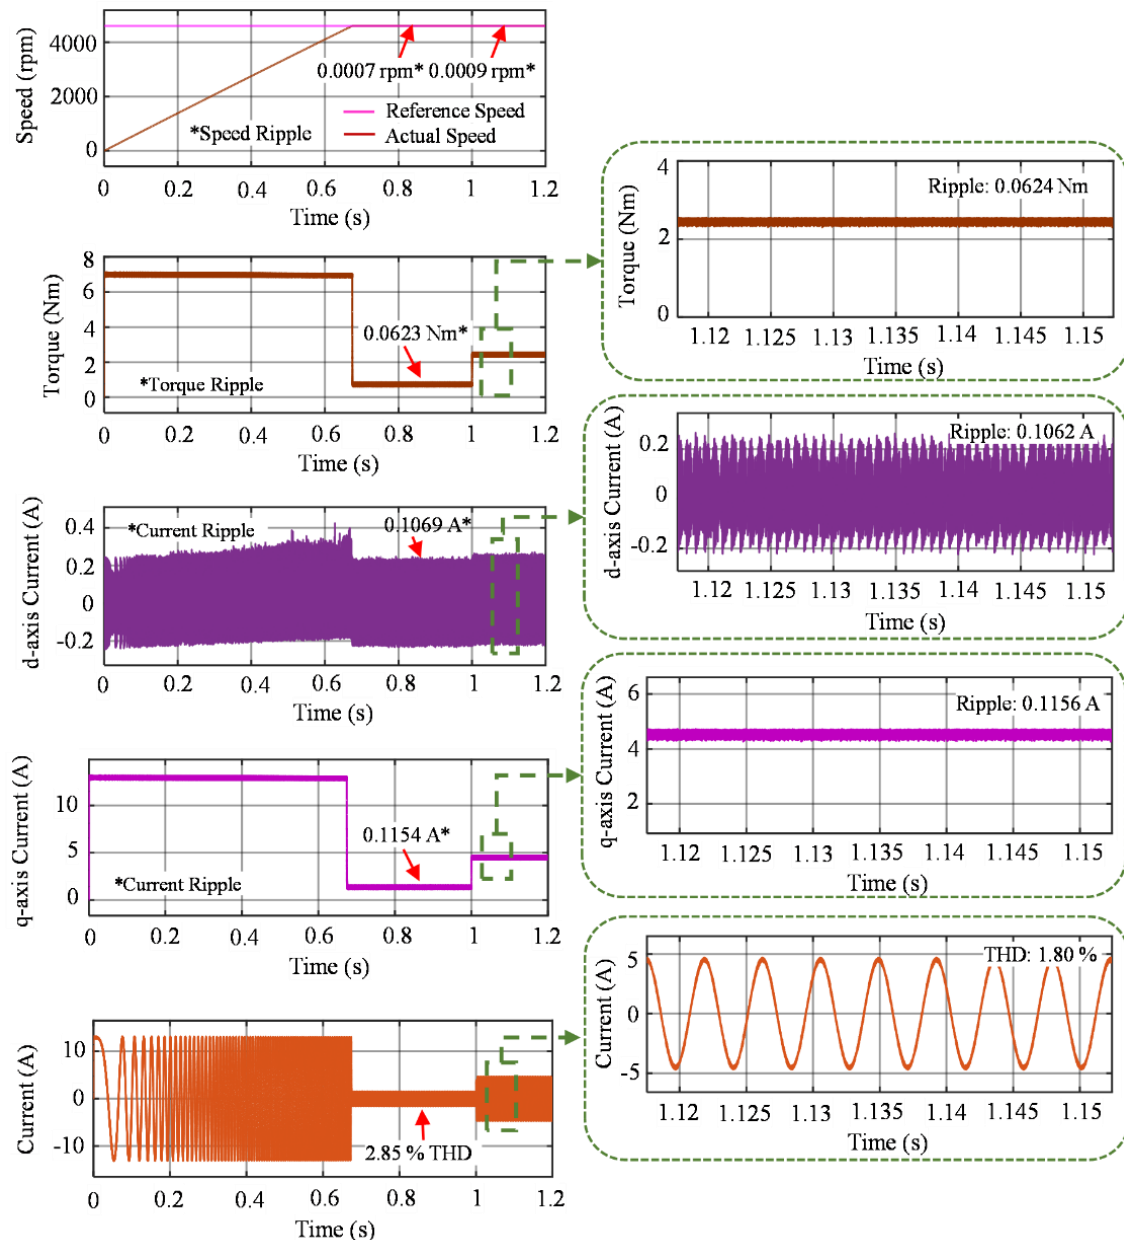 Speed (rpm)
4000
2000
0
0.0007 rpm* 0.0009 rpm*
Reference Speed
Actual Speed
*Speed Ripple
0 0.2 0.4 0.6 0.8 1 1.2
Time (s)
Torque (Nm)
8
6
4
2
0
0.0623 Nm*
*Torque Ripple
0 0.2 0.4 0.6 0.8 1 1.2
Time (s)
Torque (Nm)
4
2
0
Ripple: 0.0624 Nm
1.12 1.125 1.13 1.135 1.14 1.145 1.15
Time (s)
d-axis Current (A)
0.4
0.2
0
-0.2
*Current Ripple
0.1069 A*
0 0.2 0.4 0.6 0.8 1 1.2
Time (s)
d-axis Current (A)
0.2
0
-0.2
Ripple: 0.1062 A
1.12 1.125 1.13 1.135 1.14 1.145 1.15
Time (s)
q-axis Current (A)
10
5
0
0.1154 A*
*Current Ripple
0 0.2 0.4 0.6 0.8 1 1.2
Time (s)
q-axis Current (A)
6
4
2
Ripple: 0.1156 A
1.12 1.125 1.13 1.135 1.14 1.145 1.15
Time (s)
Current (A)
10
0
-10
2.85 % THD
0 0.2 0.4 0.6 0.8 1 1.2
Time (s)
Current (A)
5
0
-5
THD: 1.80 %
1.12 1.125 1.13 1.135 1.14 1.145 1.15
Time (s)